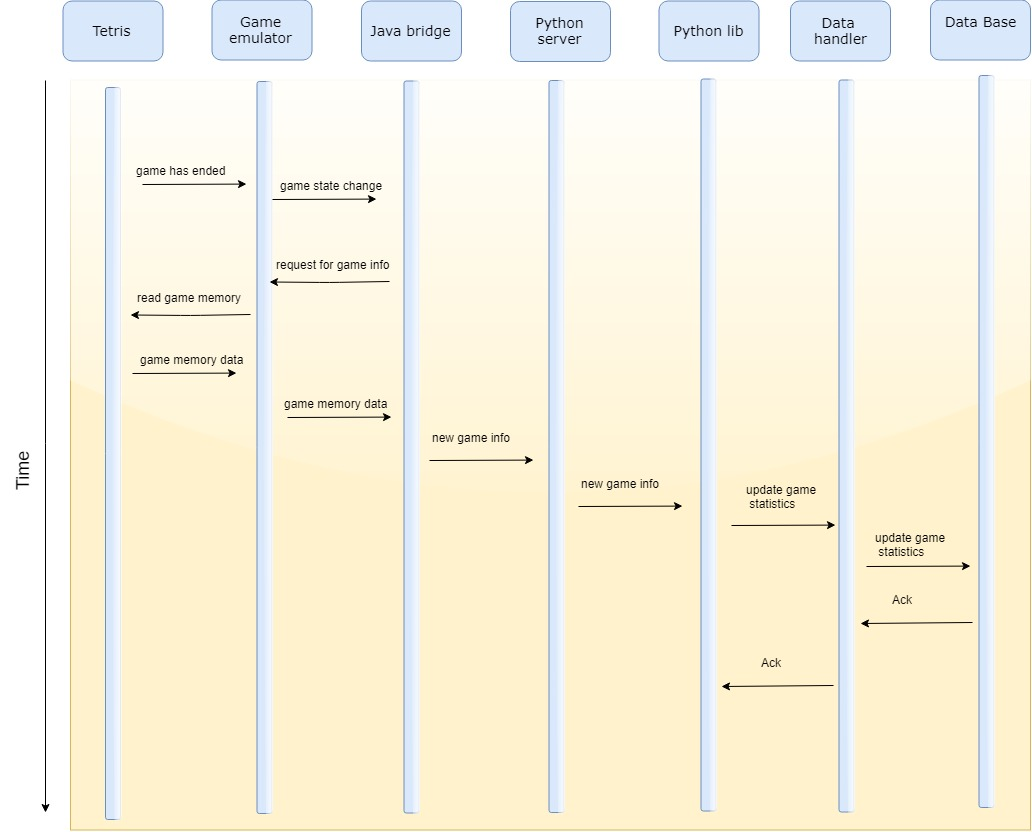 Tetris
Game
emulator
Java bridge
Python
server
Python lib
Data
handler
Data Base
game has ended
game state change
request for game info
read game memory
game memory data
game memory data
new game info
new game info
update game
statistics
update game
statistics
Ack
Ack
Time